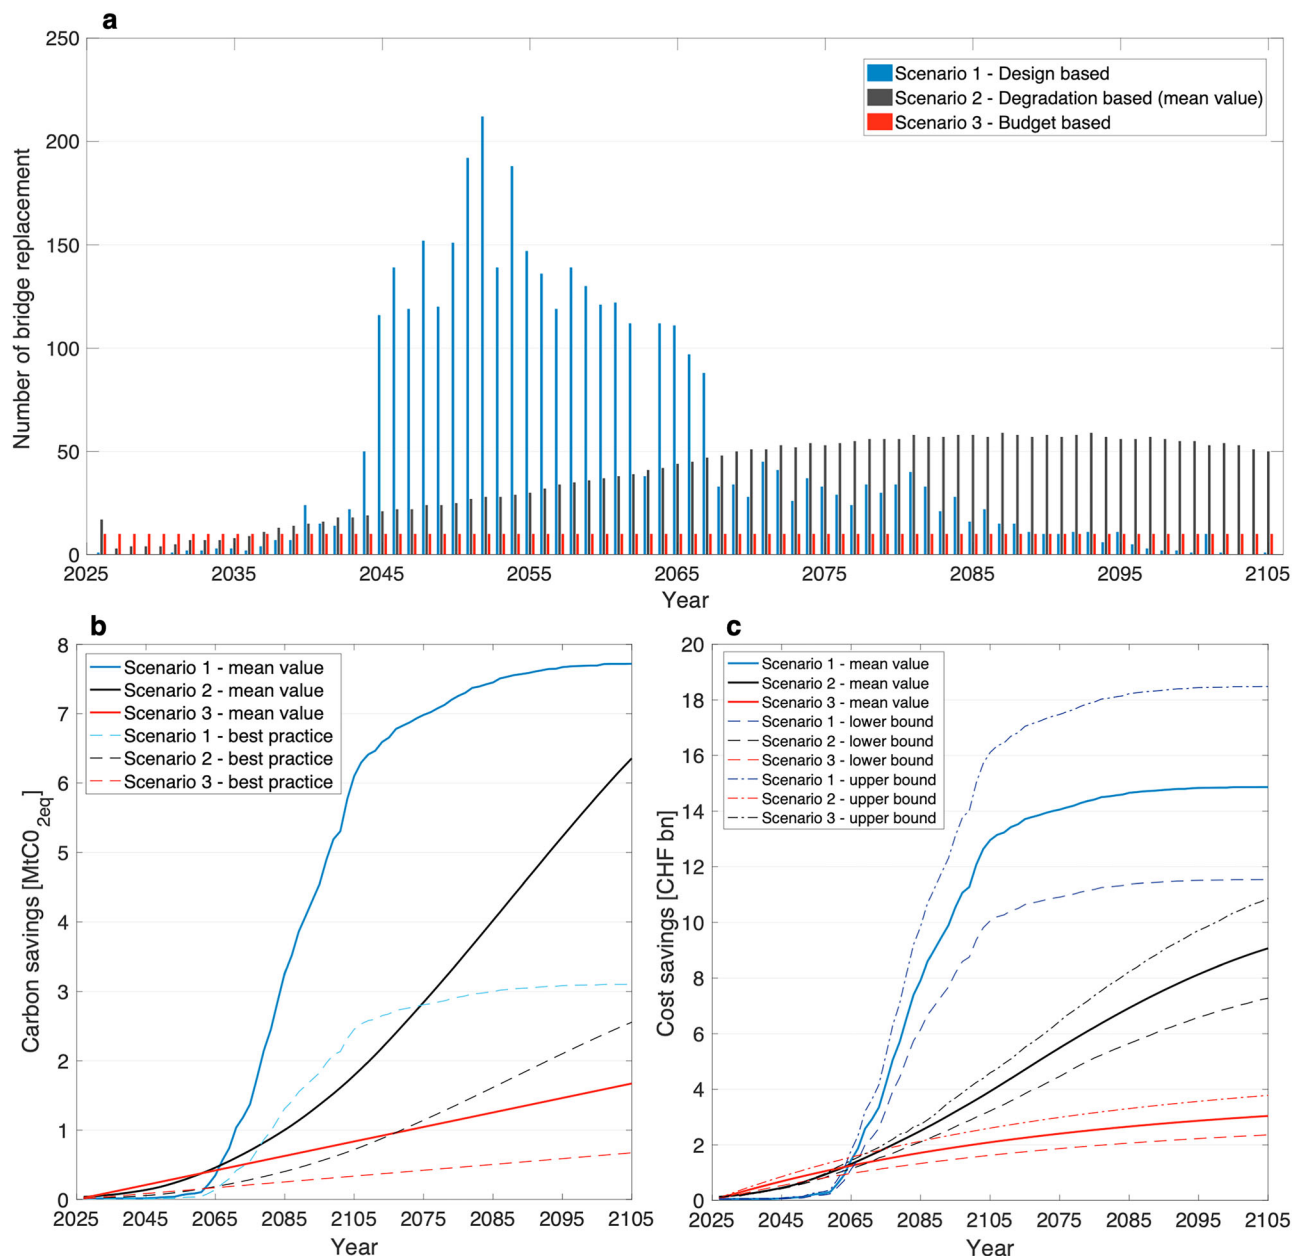 a
250
200
150
100
50
0
Number of bridge replacement
Scenario 1 - Design based
Scenario 2 - Degradation based (mean value)
Scenario 3 - Budget based
2025 2035 2045 2055 2065 2075 2085 2095 2105
Year
b
8
7
6
5
4
3
2
1
0
Carbon savings [MtC02eq]
Scenario 1 - mean value
Scenario 2 - mean value
Scenario 3 - mean value
Scenario 1 - best practice
Scenario 2 - best practice
Scenario 3 - best practice
2025 2045 2065 2085 2105 2075 2085 2095 2105
Year
c
20
18
16
14
12
10
8
6
4
2
0
Cost savings [CHF bn]
Scenario 1 - mean value
Scenario 2 - mean value
Scenario 3 - mean value
Scenario 1 - lower bound
Scenario 2 - lower bound
Scenario 3 - lower bound
Scenario 1 - upper bound
Scenario 2 - upper bound
Scenario 3 - upper bound
2025 2045 2065 2085 2105 2075 2085 2095 2105
Year